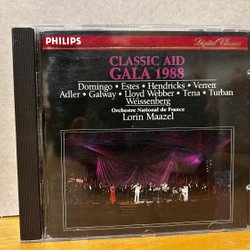 PHILIPS
Digital Classics
CLASSIC AID
GALA 1988
Domingo • Estes • Hendricks • Verrett
Adler • Galway • Lloyd Webber • Tena • Turban
Weissenberg
Orchestre National de France
Lorin Maazel